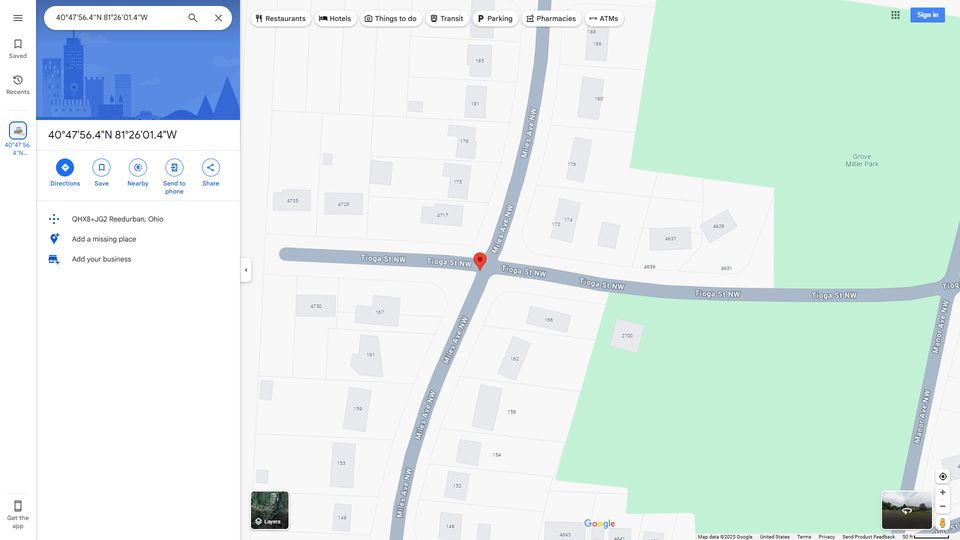 40°47'56.4"N 81°26'01.4"W
Restaurants
Hotels
Things to do
Transit
Parking
Pharmacies
ATMs
Sign in
Saved
Recents
40°47'56.
4"N...
40°47'56.4"N 81°26'01.4"W
Directions
Save
Nearby
Send to
phone
Share
QHX8+JG2 Reedurban, Ohio
Add a missing place
Add your business
Get the
app
188
186
185
181
180
179
176
175
4735
4725
4717
174
172
4629
4637
4639
4631
Grove
Miller Park
Miles Ave NW
Miles Ave NW
Tioga St NW
Tioga St NW
Tioga St NW
Tioga St NW
Tioga St NW
Tioga St NW
Manor Ave NW
Manor Ave NW
4730
167
166
2700
161
162
Miles Ave NW
Miles Ave NW
Miles Ave NW
159
158
153
154
152
149
148
4645
4641
Layers
Google
Map data ©2025 Google
United States
Terms
Privacy
Send Product Feedback
50 ft